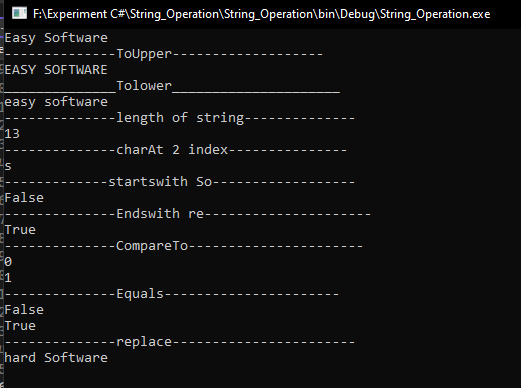 F:\Experiment C#\String_Operation\String_Operation\bin\Debug\String_Operation.exe
Easy Software
--------------ToUpper-------------------
EASY SOFTWARE
______________Tolower_____________________
easy software
--------------length of string--------------
13
--------------charAt 2 index---------------
s
-------------startswith So------------------
False
--------------Endswith re---------------------
True
--------------CompareTo----------------------
0
1
--------------Equals----------------------
False
True
--------------replace-----------------------
hard Software